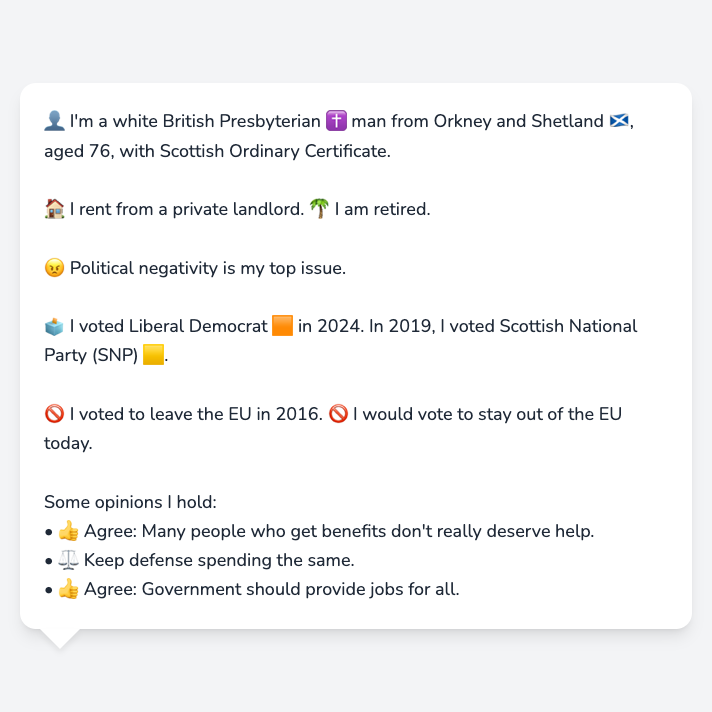 👤 I'm a white British Presbyterian ✝️ man from Orkney and Shetland 🏴󠁧󠁢󠁳󠁣󠁴󠁿,
aged 76, with Scottish Ordinary Certificate.
🏠 I rent from a private landlord. 🌴 I am retired.
😠 Political negativity is my top issue.
🗳️ I voted Liberal Democrat 🟧 in 2024. In 2019, I voted Scottish National
Party (SNP) 🟨.
🚫 I voted to leave the EU in 2016. 🚫 I would vote to stay out of the EU
today.
Some opinions I hold:
• 👍 Agree: Many people who get benefits don't really deserve help.
• ⚖️ Keep defense spending the same.
• 👍 Agree: Government should provide jobs for all.